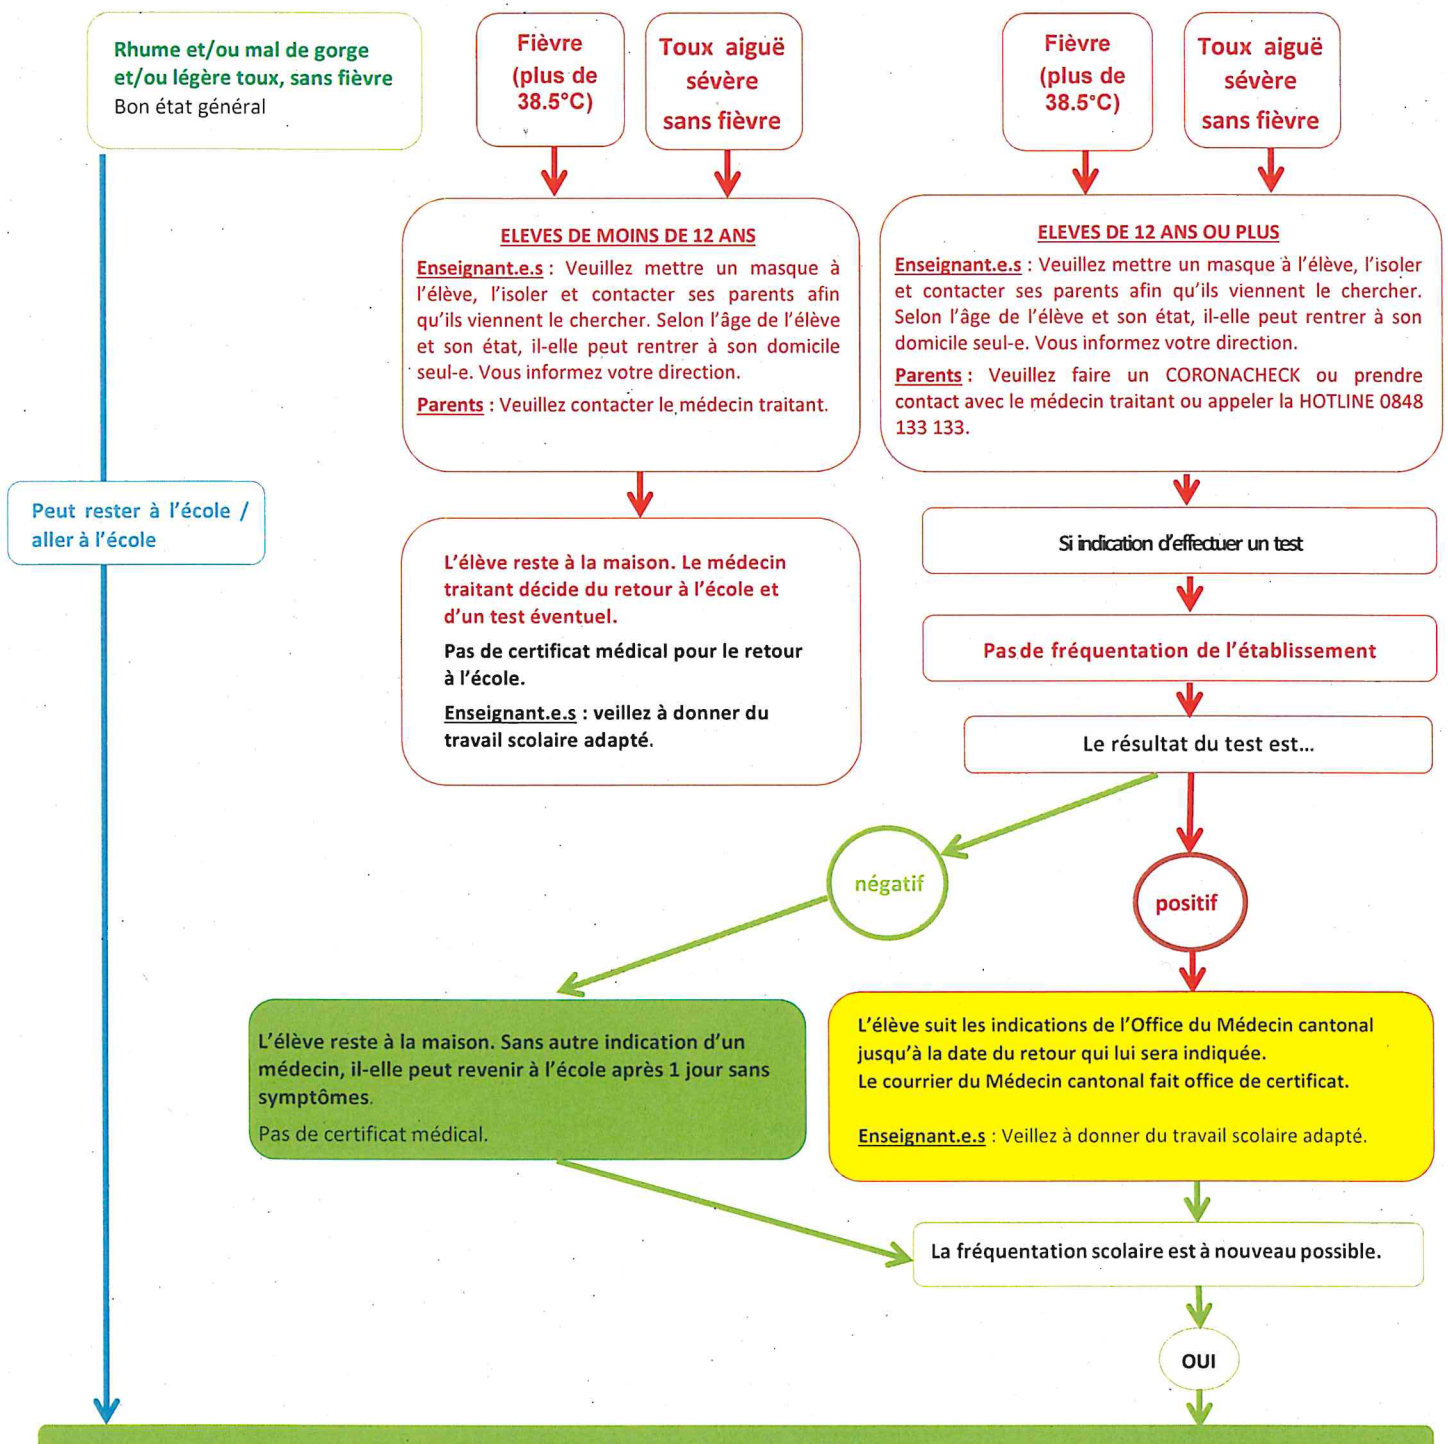 Rhume et/ou mal de gorge
et/ou légère toux, sans fièvre
Bon état général
Fièvre
(plus de
38.5°C)
Toux aiguë
sévère
sans fièvre
Fièvre
(plus de
38.5°C)
Toux aiguë
sévère
sans fièvre
ELEVES DE MOINS DE 12 ANS
Enseignant.e.s : Veuillez mettre un masque à
l'élève, l'isoler et contacter ses parents afin
qu'ils viennent le chercher. Selon l'âge de l'élève
et son état, il-elle peut rentrer à son domicile
seul-e. Vous informez votre direction.
Parents : Veuillez contacter le médecin traitant.
ELEVES DE 12 ANS OU PLUS
Enseignant.e.s : Veuillez mettre un masque à l'élève, l'isoler
et contacter ses parents afin qu'ils viennent le chercher.
Selon l'âge de l'élève et son état, il-elle peut rentrer à son
domicile seul-e. Vous informez votre direction.
Parents : Veuillez faire un CORONACHECK ou prendre
contact avec le médecin traitant ou appeler la HOTLINE 0848
133 133.
Peut rester à l'école /
aller à l'école
L'élève reste à la maison. Le médecin
traitant décide du retour à l'école et
d'un test éventuel.
Pas de certificat médical pour le retour
à l'école.
Enseignant.e.s : veillez à donner du
travail scolaire adapté.
Si indication d'effectuer un test
Pas de fréquentation de l'établissement
Le résultat du test est...
négatif
positif
L'élève reste à la maison. Sans autre indication d'un
médecin, il-elle peut revenir à l'école après 1 jour sans
symptômes.
Pas de certificat médical.
L'élève suit les indications de l'Office du Médecin cantonal
jusqu'à la date du retour qui lui sera indiquée.
Le courrier du Médecin cantonal fait office de certificat.
Enseignant.e.s : Veillez à donner du travail scolaire adapté.
La fréquentation scolaire est à nouveau possible.
OUI